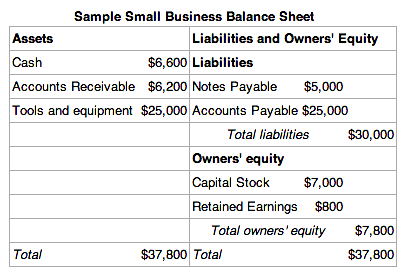 Sample Small Business Balance Sheet
Assets Liabilities and Owners' Equity
Cash $6,600 Liabilities
Accounts Receivable $6,200 Notes Payable $5,000
Tools and equipment $25,000 Accounts Payable $25,000
Total liabilities $30,000
Owners' equity
Capital Stock $7,000
Retained Earnings $800
Total owners' equity $7,800
Total $37,800 Total $37,800